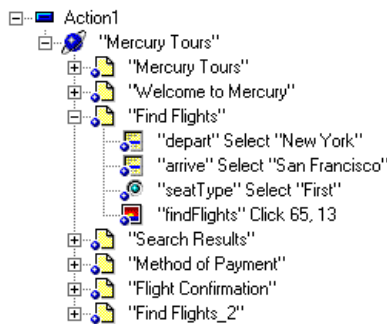 Action1
"Mercury Tours"
"Mercury Tours"
"Welcome to Mercury"
"Find Flights"
"depart" Select "New York"
"arrive" Select "San Francisco"
"seatType" Select "First"
"findFlights" Click 65, 13
"Search Results"
"Method of Payment"
"Flight Confirmation"
"Find Flights_2"